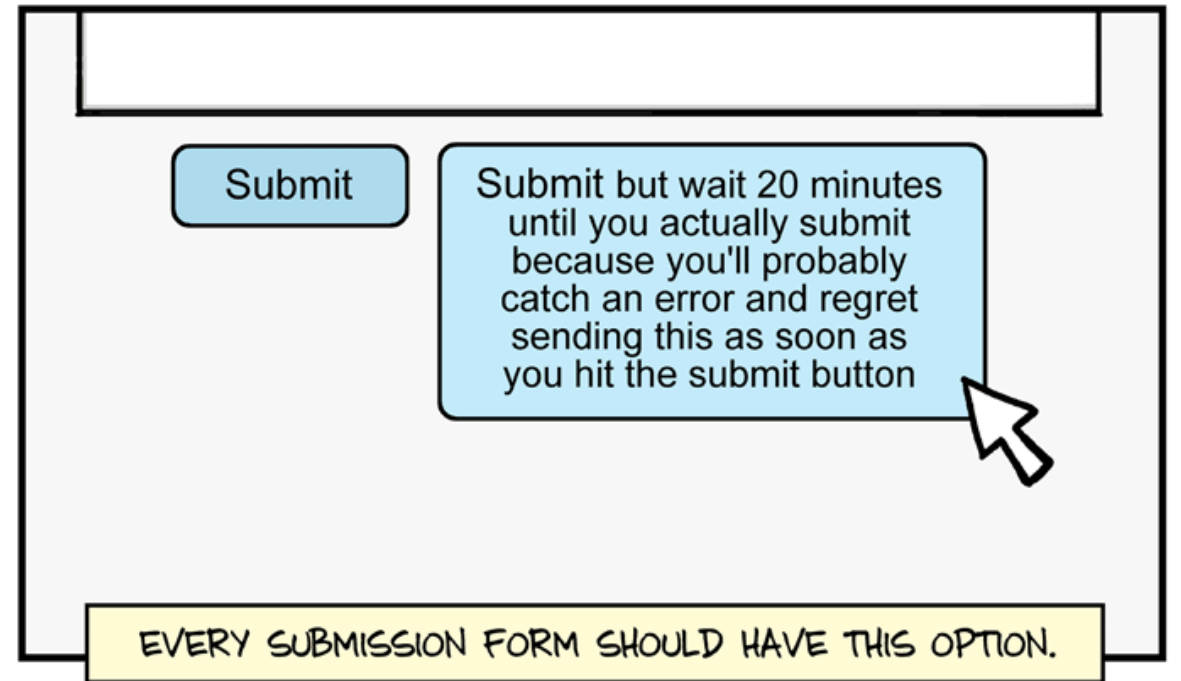 Submit
Submit but wait 20 minutes
until you actually submit
because you'll probably
catch an error and regret
sending this as soon as
you hit the submit button
EVERY SUBMISSION FORM SHOULD HAVE THIS OPTION.